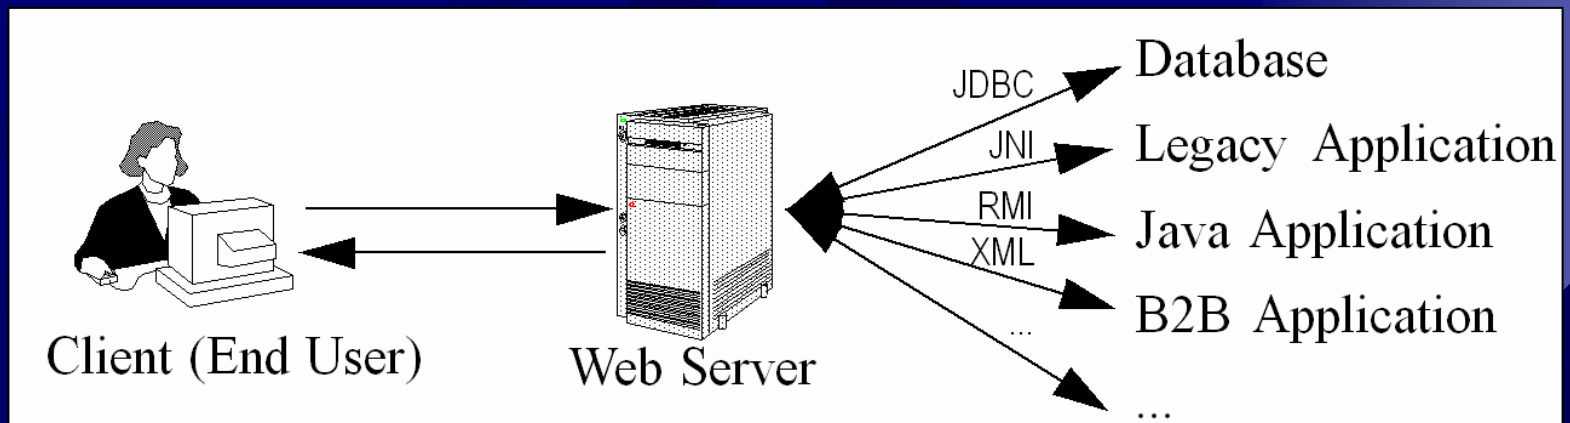 JDBC
Database
JNI
Legacy Application
RMI
Java Application
XML
B2B Application
...
...
Client (End User)
Web Server